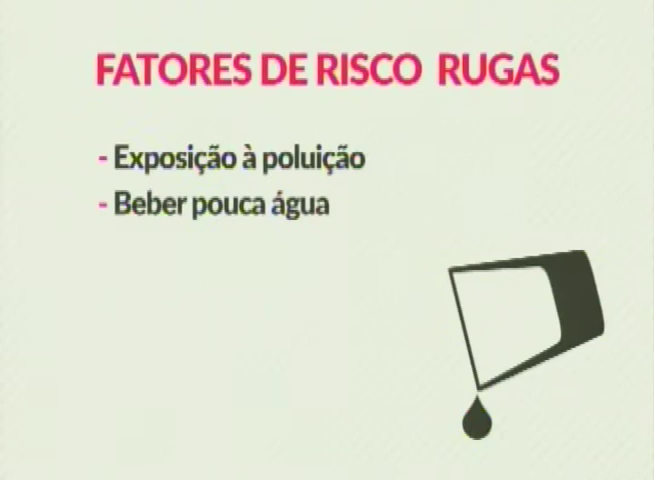 FATORES DE RISCO RUGAS
- Exposição à poluição
- Beber pouca água